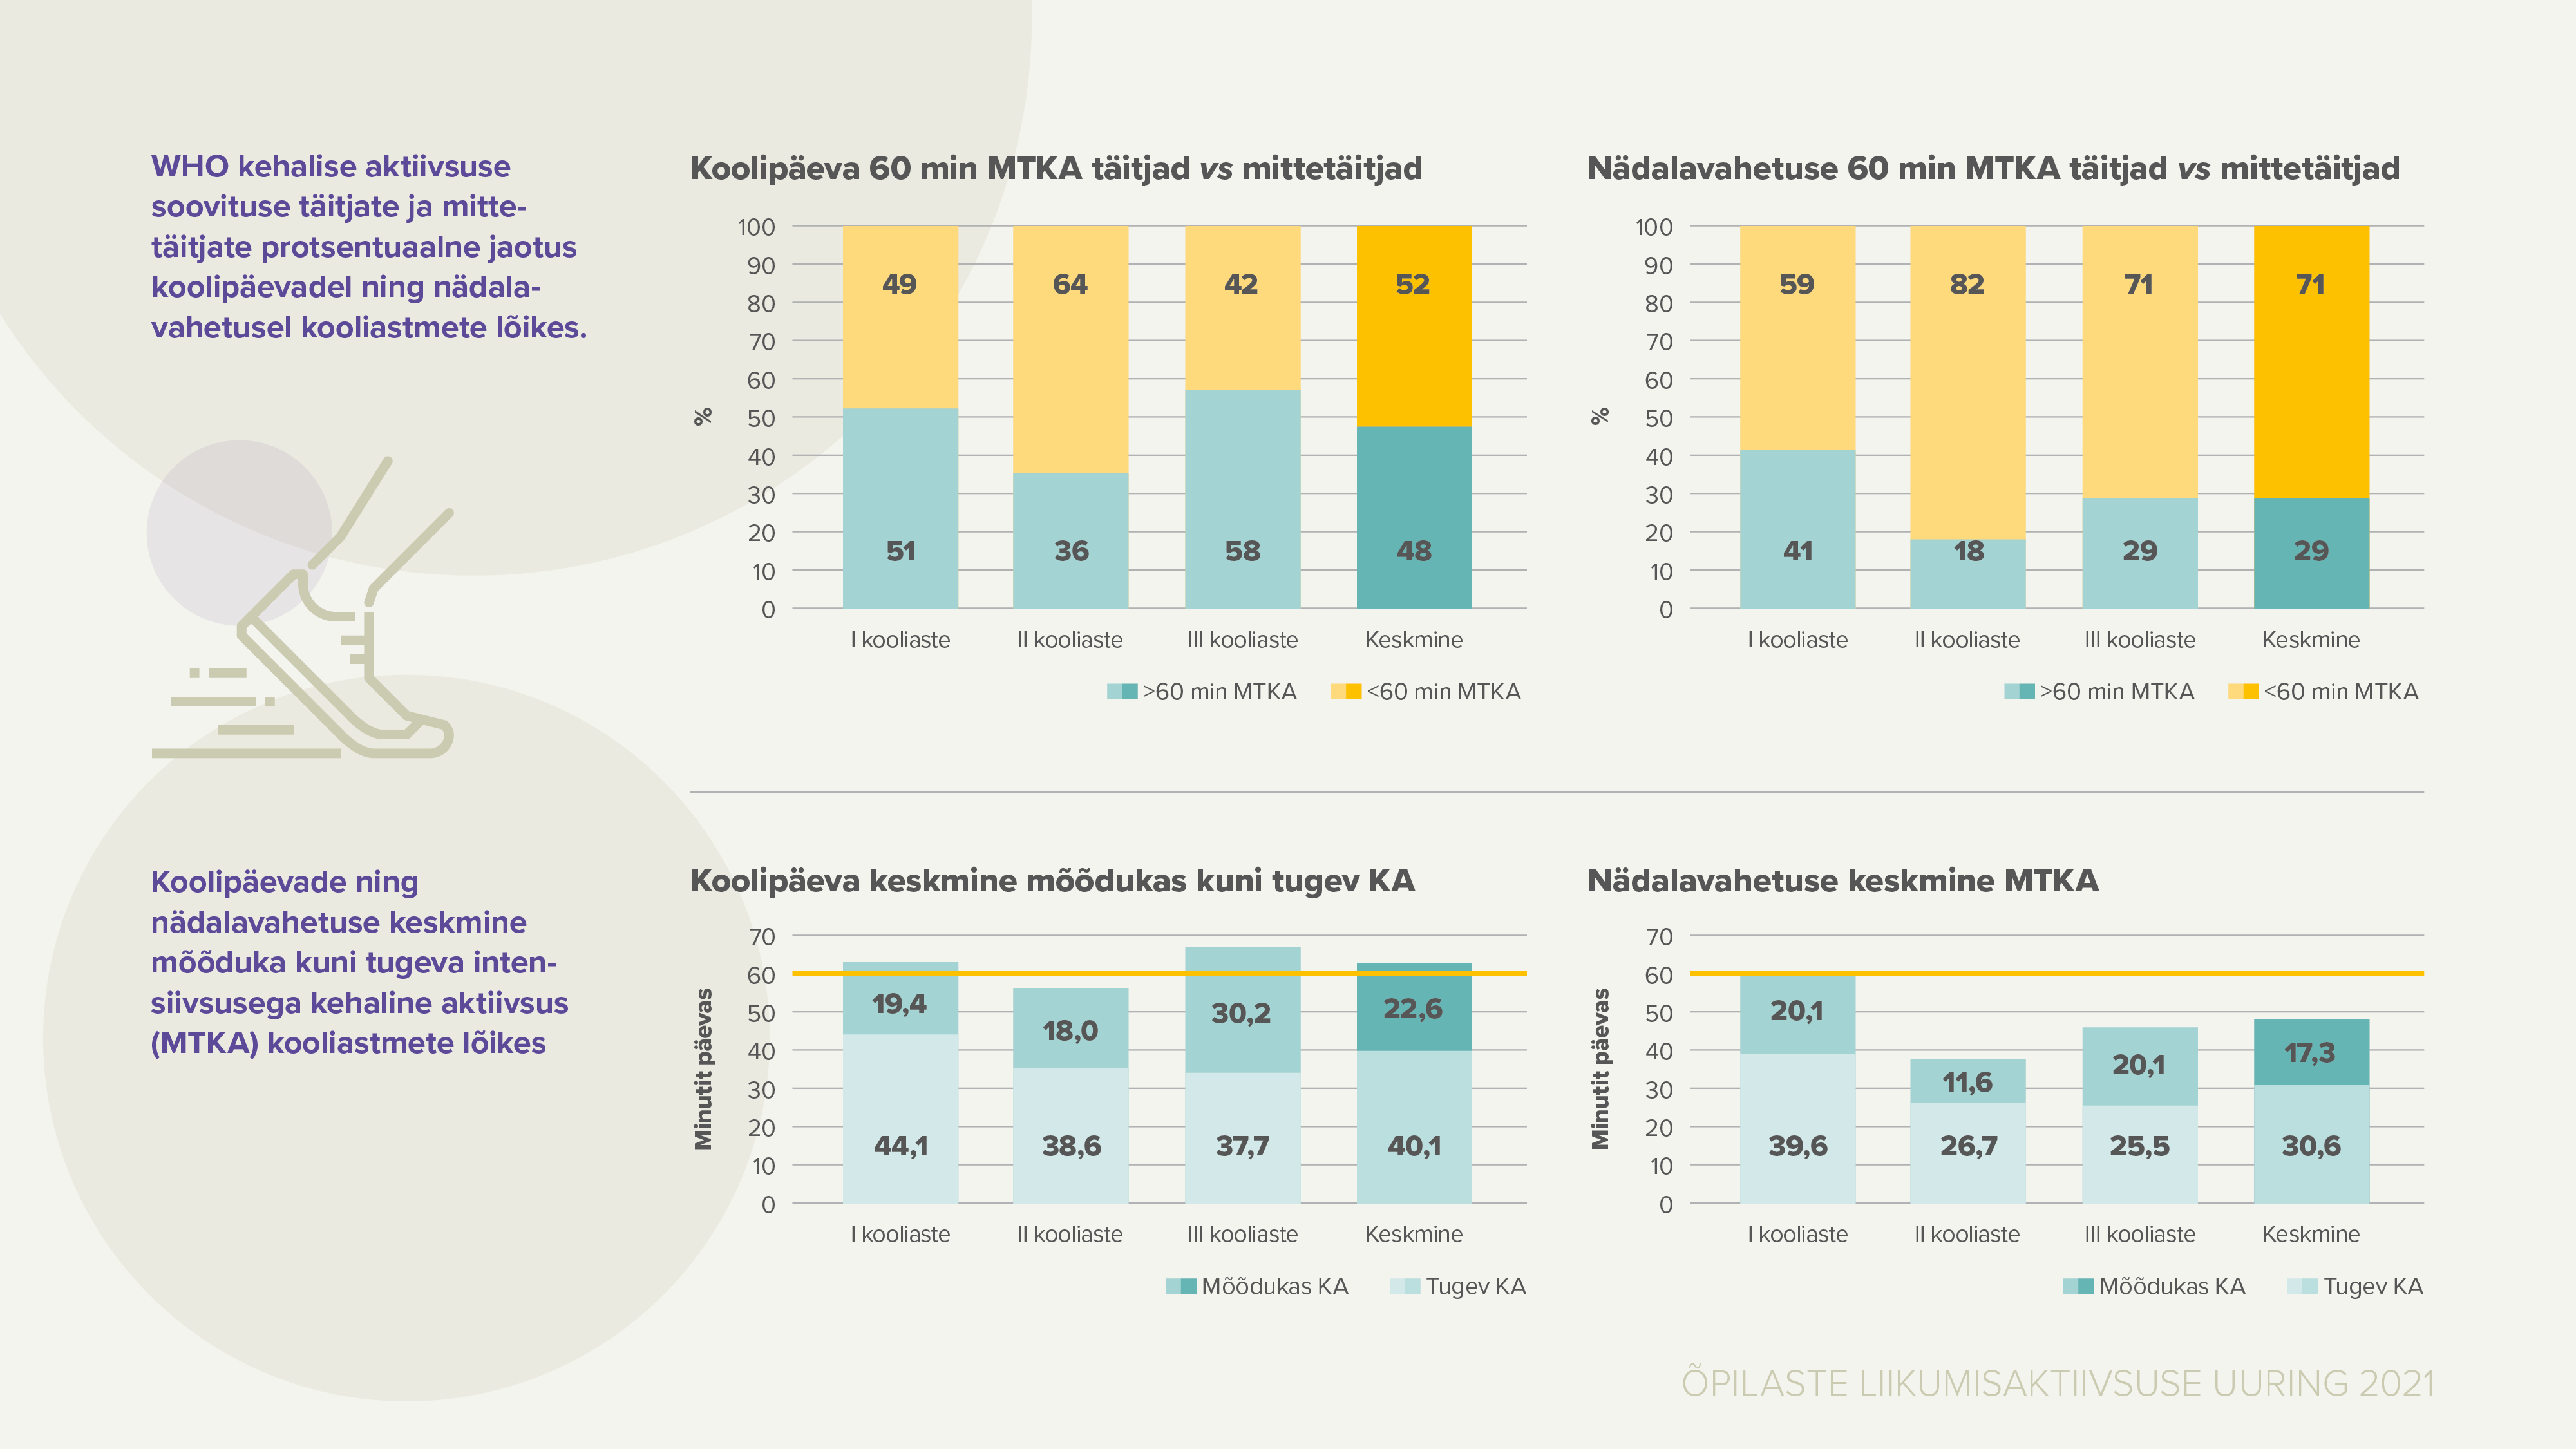 WHO kehalise aktiivsuse
soovituse täitjate ja mitte-
täitjate protsentuaalne jaotus
koolipäevadel ning nädala-
vahetusel kooliastmete lõikes.
Koolipäeva 60 min MTKA täitjad vs mittetäitjad
100
90
80
70
60
50
40
30
20
10
0
%
49
64
42
52
51
36
58
48
I kooliaste
II kooliaste
III kooliaste
Keskmine
>60 min MTKA
<60 min MTKA
Nädalavahetuse 60 min MTKA täitjad vs mittetäitjad
100
90
80
70
60
50
40
30
20
10
0
%
59
82
71
71
41
18
29
29
I kooliaste
II kooliaste
III kooliaste
Keskmine
>60 min MTKA
<60 min MTKA
Koolipäevade ning
nädalavahetuse keskmine
mõõduka kuni tugeva inten-
siivsusega kehaline aktiivsus
(MTKA) kooliastmete lõikes
Koolipäeva keskmine mõõdukas kuni tugev KA
70
60
50
40
30
20
10
0
Minutit päevas
19,4
18,0
30,2
22,6
44,1
38,6
37,7
40,1
I kooliaste
II kooliaste
III kooliaste
Keskmine
Mõõdukas KA
Tugev KA
Nädalavahetuse keskmine MTKA
70
60
50
40
30
20
10
0
Minutit päevas
20,1
11,6
20,1
17,3
39,6
26,7
25,5
30,6
I kooliaste
II kooliaste
III kooliaste
Keskmine
Mõõdukas KA
Tugev KA
ÕPILASTE LIIKUMISAKTIIVSUSE UURING 2021